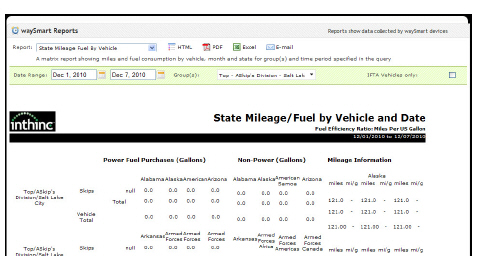 waySmart Reports
Reports show data collected by waySmart devices
Report: State Mileage Fuel By Vehicle HTML PDF Excel E-mail
A matrix report showing miles and fuel consumption by vehicle, month and state for group(s) and time period specified in the query
Date Range: Dec 1, 2010 Dec 7, 2010 Group(s): Top - ASkip's Division - Salt Lak IFTA Vehicles only:
inthinc
State Mileage/Fuel by Vehicle and Date
Fuel Efficiency Ratio: Miles Per US Gallon
12/01/2010 to 12/07/2010
Power Fuel Purchases (Gallons) Non-Power (Gallons) Mileage Information
Alabama Alaska American Arizona Alabama Alaska American Samoa Arizona Alaska
miles mi/g miles mi/g miles mi/g
Top/ASkip's Division/Salt Lake City Skips null 0.0 0.0 0.0 0.0 0.0 0.0 0.0 0.0 121.0 - 121.0 - 121.0 -
Total 0.0 0.0 0.0 0.0 0.0 0.0 0.0 0.0 121.0 - 121.0 - 121.0 -
Vehicle Total 0.0 0.0 0.0 0.0 0.0 0.0 0.0 0.0 121.00 - 121.00 - 121.00 -
Arkansas Armed Forces Armed Forces Armed Forces Arkansas Armed Forces Africa Armed Forces Americas Armed Forces Canada
Top/ASkip's Division/Salt Lake Skips null 0.0 0.0 0.0 0.0 miles mi/g miles mi/g miles mi/g